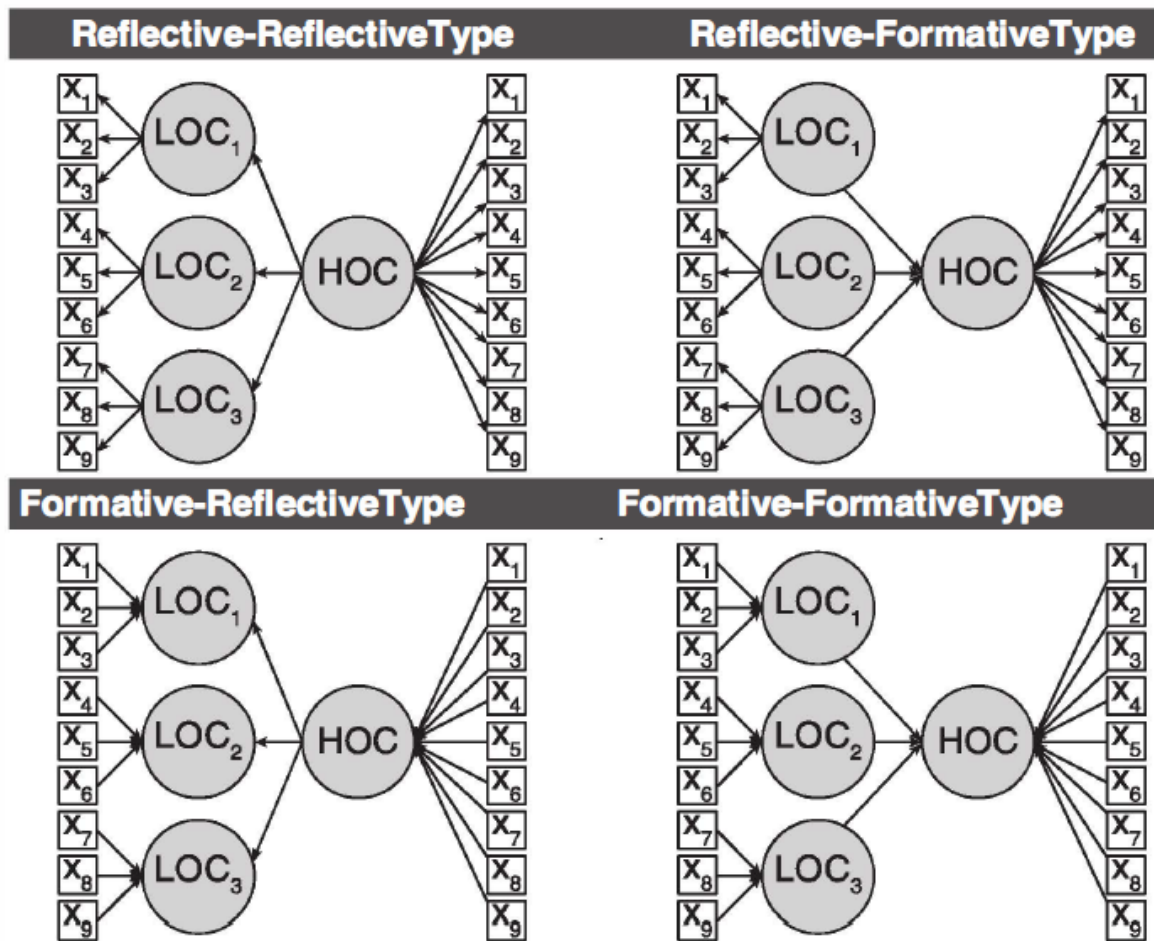 Reflective-ReflectiveType
X₁ LOC₁ X₁
X₂ X₂
X₃ X₃
X₄ X₄
X₅ LOC₂ HOC X₅
X₆ X₆
X₇ X₇
X₈ LOC₃ X₈
X₉ X₉
Reflective-FormativeType
X₁ LOC₁ X₁
X₂ X₂
X₃ X₃
X₄ X₄
X₅ LOC₂ HOC X₅
X₆ X₆
X₇ X₇
X₈ LOC₃ X₈
X₉ X₉
Formative-ReflectiveType
X₁ LOC₁ X₁
X₂ X₂
X₃ X₃
X₄ X₄
X₅ LOC₂ HOC X₅
X₆ X₆
X₇ X₇
X₈ LOC₃ X₈
X₉ X₉
Formative-FormativeType
X₁ LOC₁ X₁
X₂ X₂
X₃ X₃
X₄ X₄
X₅ LOC₂ HOC X₅
X₆ X₆
X₇ X₇
X₈ LOC₃ X₈
X₉ X₉